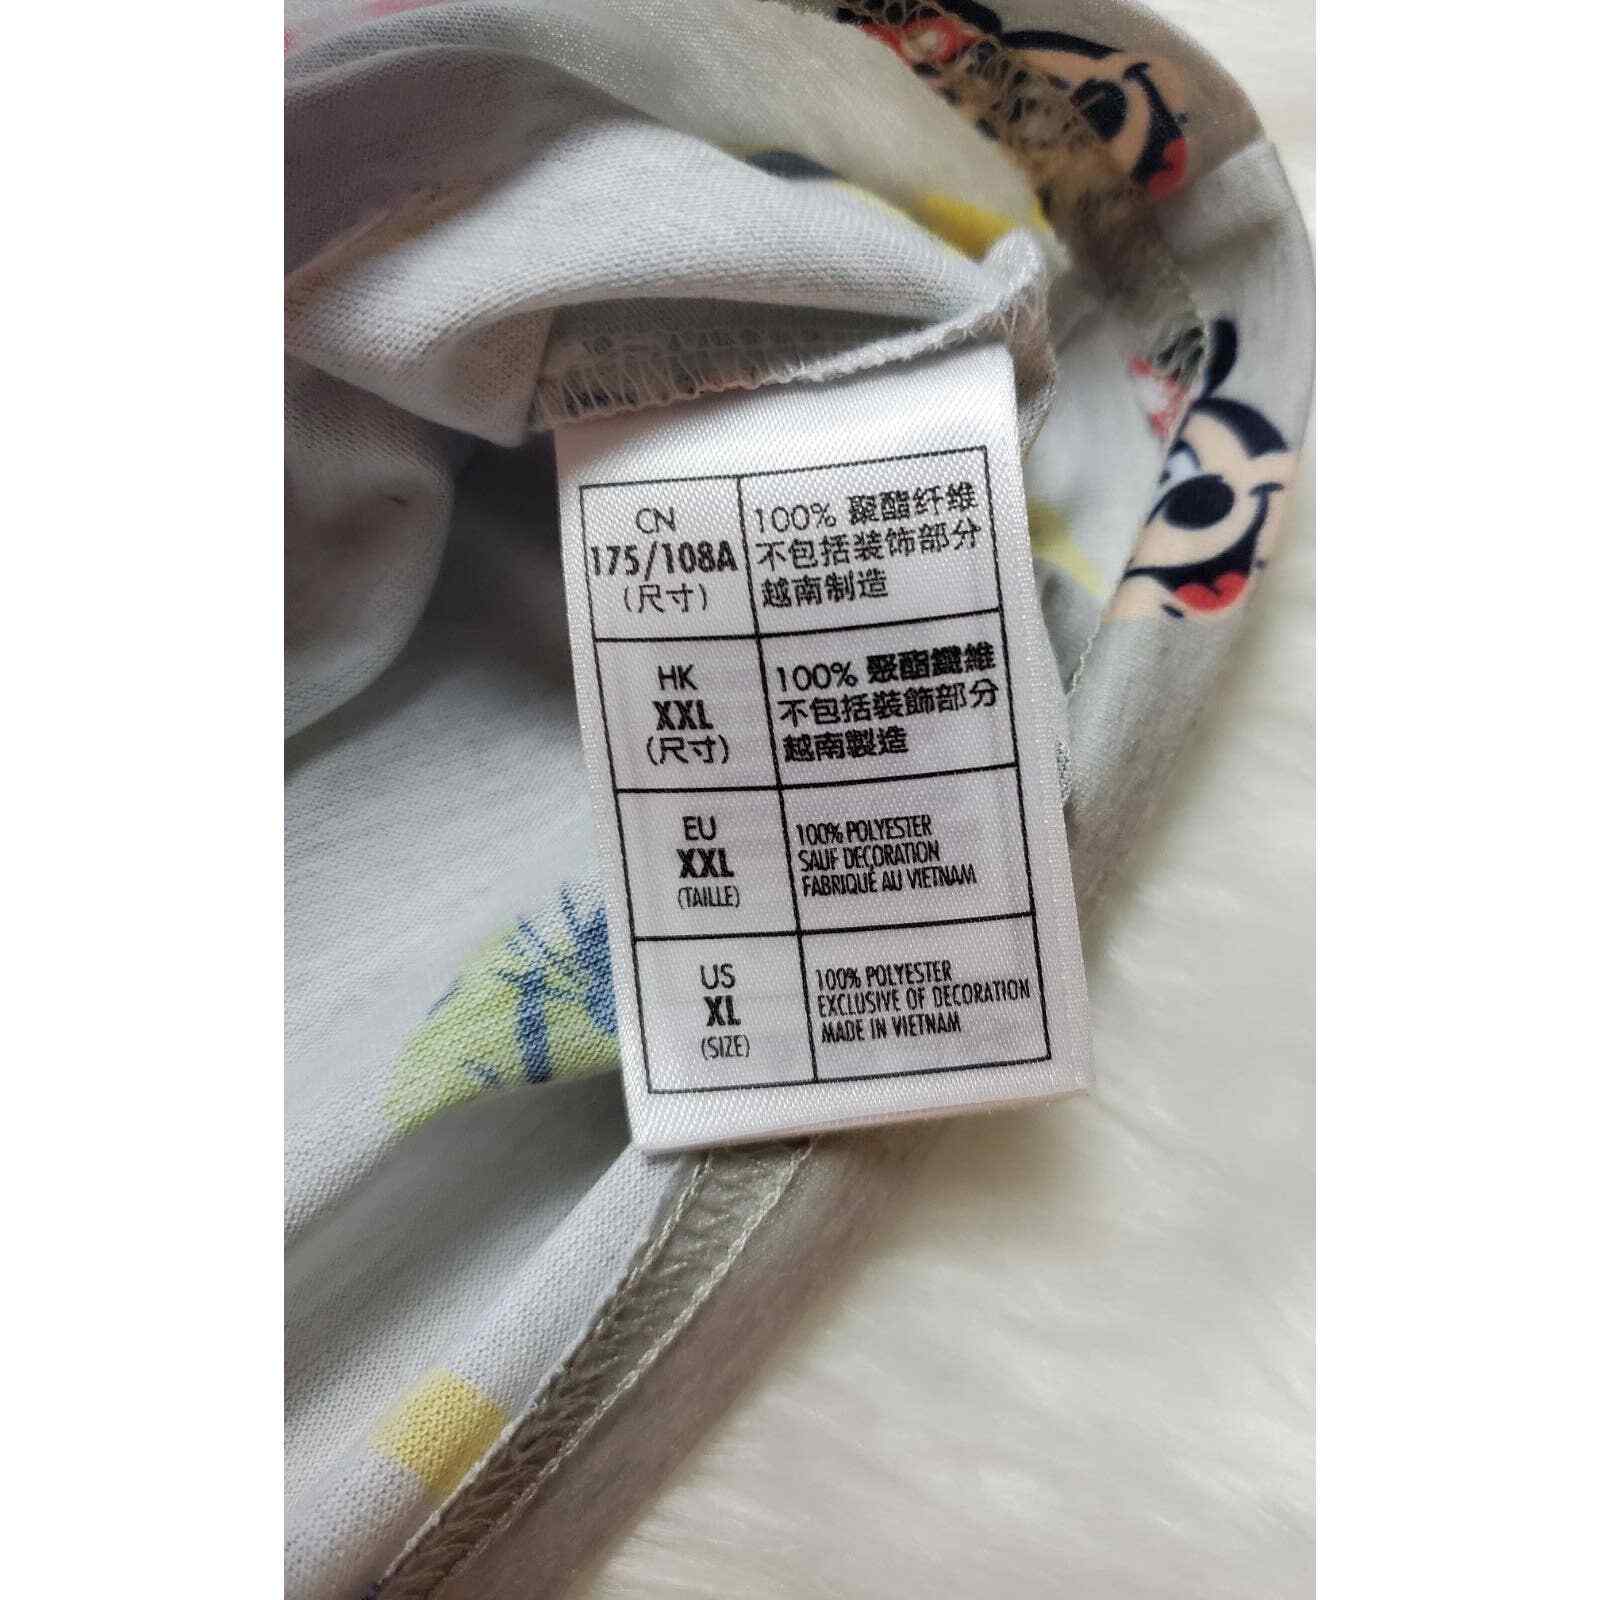 CN
175/108A
(尺寸)
100% 聚酯纤维
不包括装饰部分
越南制造
HK
XXL
(尺寸)
100% 聚酯纖維
不包括裝飾部分
越南製造
EU
XXL
(TAILLE)
100% POLYESTER
SAUF DECORATION
FABRIQUÉ AU VIETNAM
US
XL
(SIZE)
100% POLYESTER
EXCLUSIVE OF DECORATION
MADE IN VIETNAM